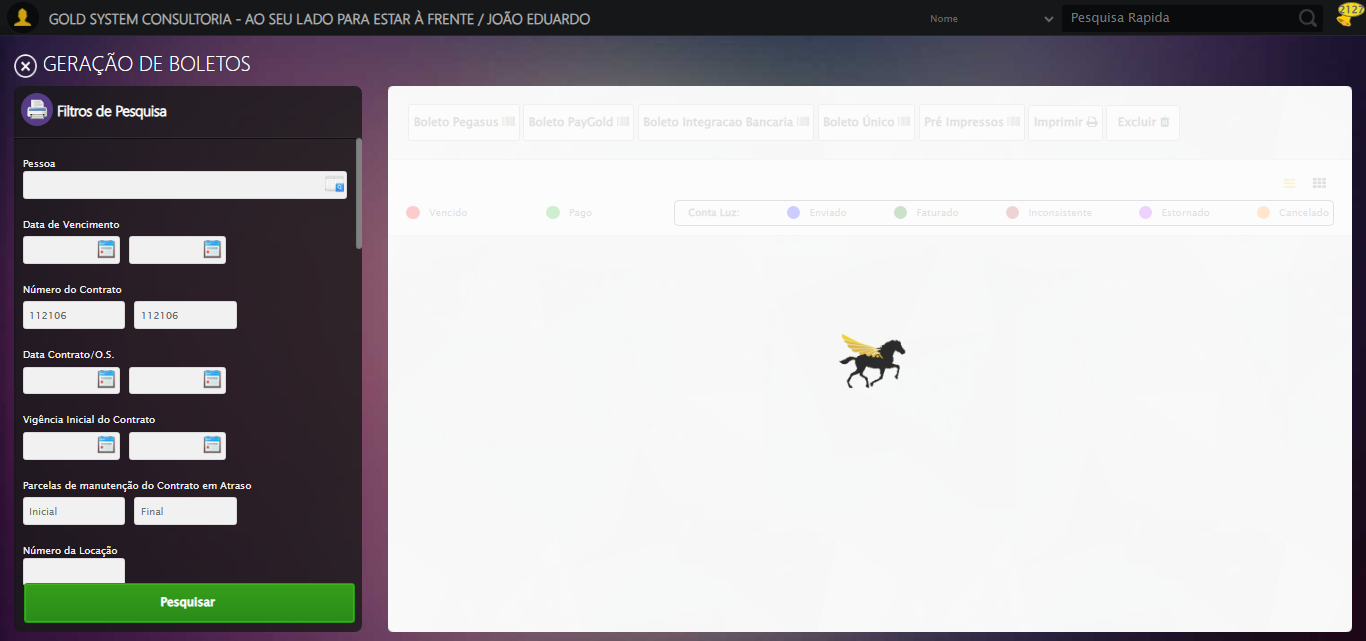 GOLD SYSTEM CONSULTORIA - AO SEU LADO PARA ESTAR À FRENTE / JOÃO EDUARDO
Nome
Pesquisa Rapida
2127
GERAÇÃO DE BOLETOS
Filtros de Pesquisa
Pessoa
Data de Vencimento
Número do Contrato
112106 112106
Data Contrato/O.S.
Vigência Inicial do Contrato
Parcelas de manutenção do Contrato em Atraso
Inicial Final
Número da Locação
Pesquisar
Boleto Pegasus Boleto PayGold Boleto Integracao Bancaria Boleto Único Pré Impressos Imprimir Excluir
Vencido Pago Conta Luz: Enviado Faturado Inconsistente Estornado Cancelado